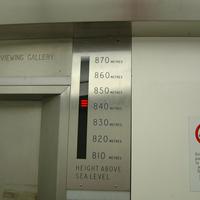 VIEWING GALLERY
870 METRES
860 METRES
850 METRES
840 METRES
830 METRES
820 METRES
810 METRES
HEIGHT ABOVE
SEA LEVEL